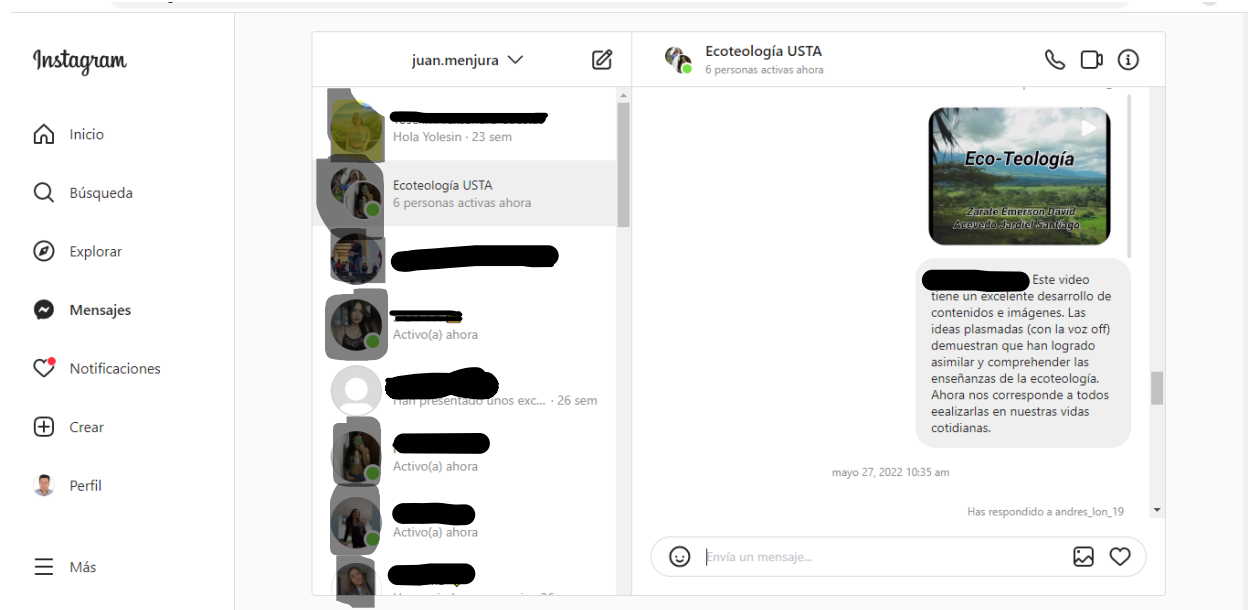 Instagram
Inicio
Búsqueda
Explorar
Mensajes
Notificaciones
Crear
Perfil
Más
juan.menjura
Hola Yolesin · 23 sem
Ecoteología USTA
6 personas activas ahora
Activo(a) ahora
Han presentado unos exc... · 26 sem
Activo(a) ahora
Activo(a) ahora
Ecoteología USTA
6 personas activas ahora
Eco-Teología
Zarate Emerson David
Acevedo Jardiel Santiago
Este video
tiene un excelente desarrollo de
contenidos e imágenes. Las
ideas plasmadas (con la voz off)
demuestran que han logrado
asimilar y comprehender las
enseñanzas de la ecoteología.
Ahora nos corresponde a todos
eealizarlas en nuestras vidas
cotidianas.
mayo 27, 2022 10:35 am
Has respondido a andres_lon_19
Envía un mensaje...